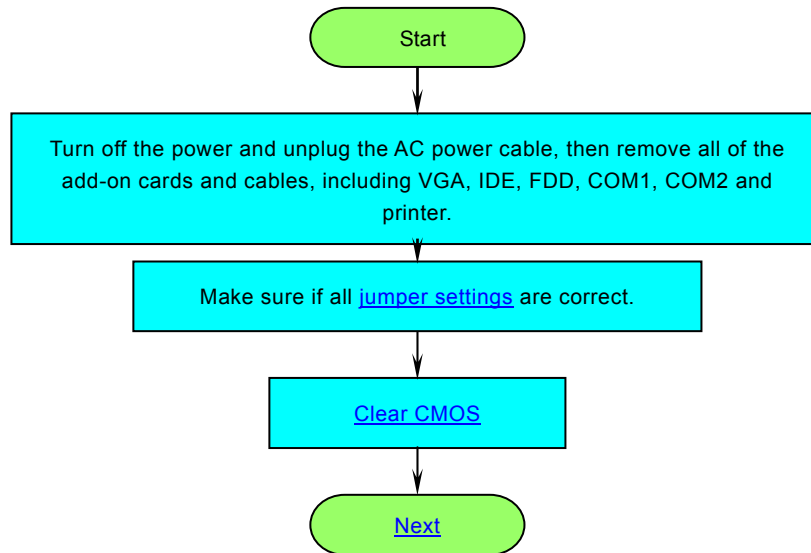 Start
Turn off the power and unplug the AC power cable, then remove all of the
add-on cards and cables, including VGA, IDE, FDD, COM1, COM2 and
printer.
Make sure if all jumper settings are correct.
Clear CMOS
Next